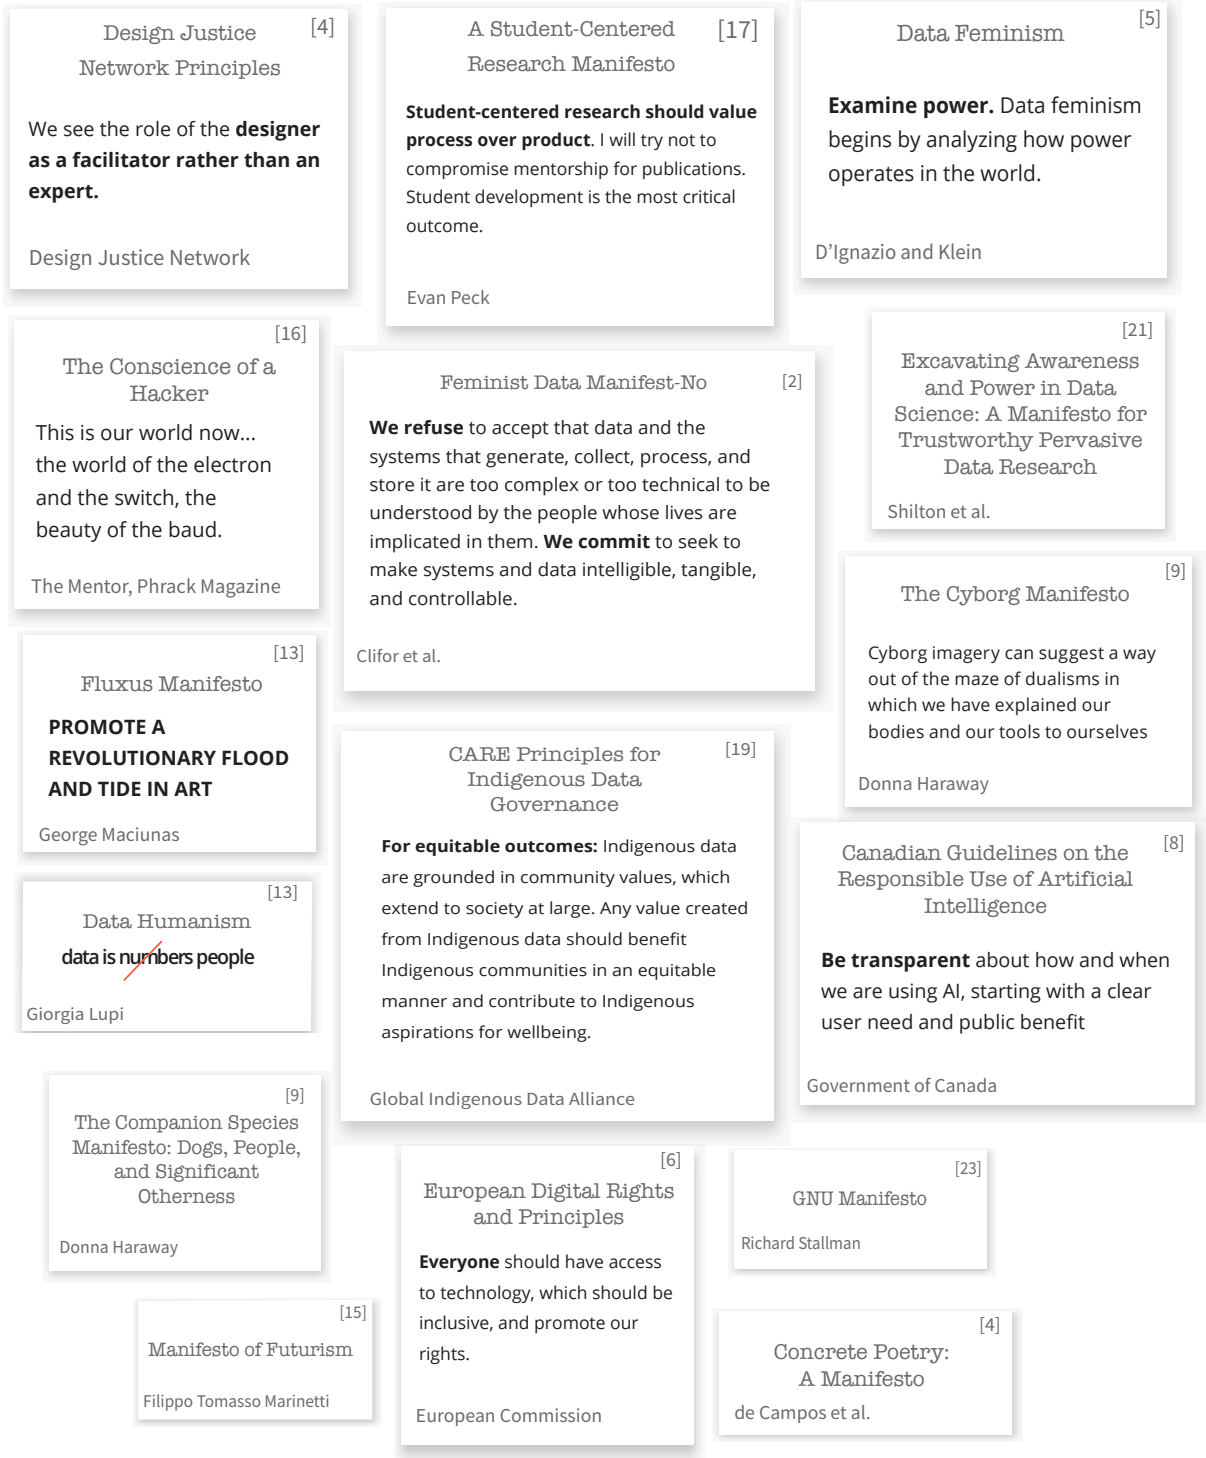 Design Justice
Network Principles
[4]
We see the role of the designer
as a facilitator rather than an
expert.
Design Justice Network
A Student-Centered
Research Manifesto
[17]
Student-centered research should value
process over product. I will try not to
compromise mentorship for publications.
Student development is the most critical
outcome.
Evan Peck
Data Feminism
[5]
Examine power. Data feminism
begins by analyzing how power
operates in the world.
D’Ignazio and Klein
[16]
The Conscience of a
Hacker
This is our world now...
the world of the electron
and the switch, the
beauty of the baud.
The Mentor, Phrack Magazine
Feminist Data Manifest-No
[2]
We refuse to accept that data and the
systems that generate, collect, process, and
store it are too complex or too technical to be
understood by the people whose lives are
implicated in them. We commit to seek to
make systems and data intelligible, tangible,
and controllable.
Clifor et al.
[21]
Excavating Awareness
and Power in Data
Science: A Manifesto for
Trustworthy Pervasive
Data Research
Shilton et al.
[9]
The Cyborg Manifesto
Cyborg imagery can suggest a way
out of the maze of dualisms in
which we have explained our
bodies and our tools to ourselves
Donna Haraway
[13]
Fluxus Manifesto
PROMOTE A
REVOLUTIONARY FLOOD
AND TIDE IN ART
George Maciunas
CARE Principles for
Indigenous Data
Governance
[19]
For equitable outcomes: Indigenous data
are grounded in community values, which
extend to society at large. Any value created
from Indigenous data should benefit
Indigenous communities in an equitable
manner and contribute to Indigenous
aspirations for wellbeing.
Global Indigenous Data Alliance
[8]
Canadian Guidelines on the
Responsible Use of Artificial
Intelligence
Be transparent about how and when
we are using AI, starting with a clear
user need and public benefit
Government of Canada
[13]
Data Humanism
data is numbers people
Giorgia Lupi
[9]
The Companion Species
Manifesto: Dogs, People,
and Significant
Otherness
Donna Haraway
[6]
European Digital Rights
and Principles
Everyone should have access
to technology, which should be
inclusive, and promote our
rights.
European Commission
[23]
GNU Manifesto
Richard Stallman
[15]
Manifesto of Futurism
Filippo Tomasso Marinetti
[4]
Concrete Poetry:
A Manifesto
de Campos et al.